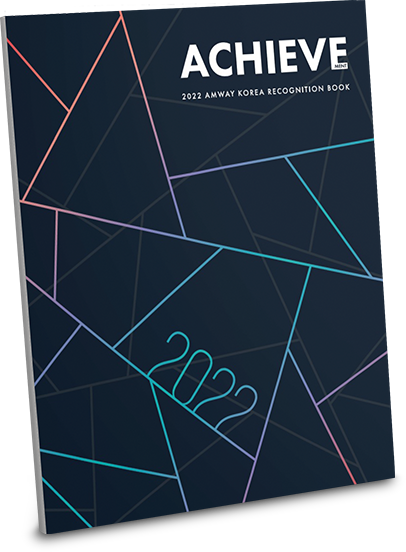 ACHIEVE
MENT
2022 AMWAY KOREA RECOGNITION BOOK
2022